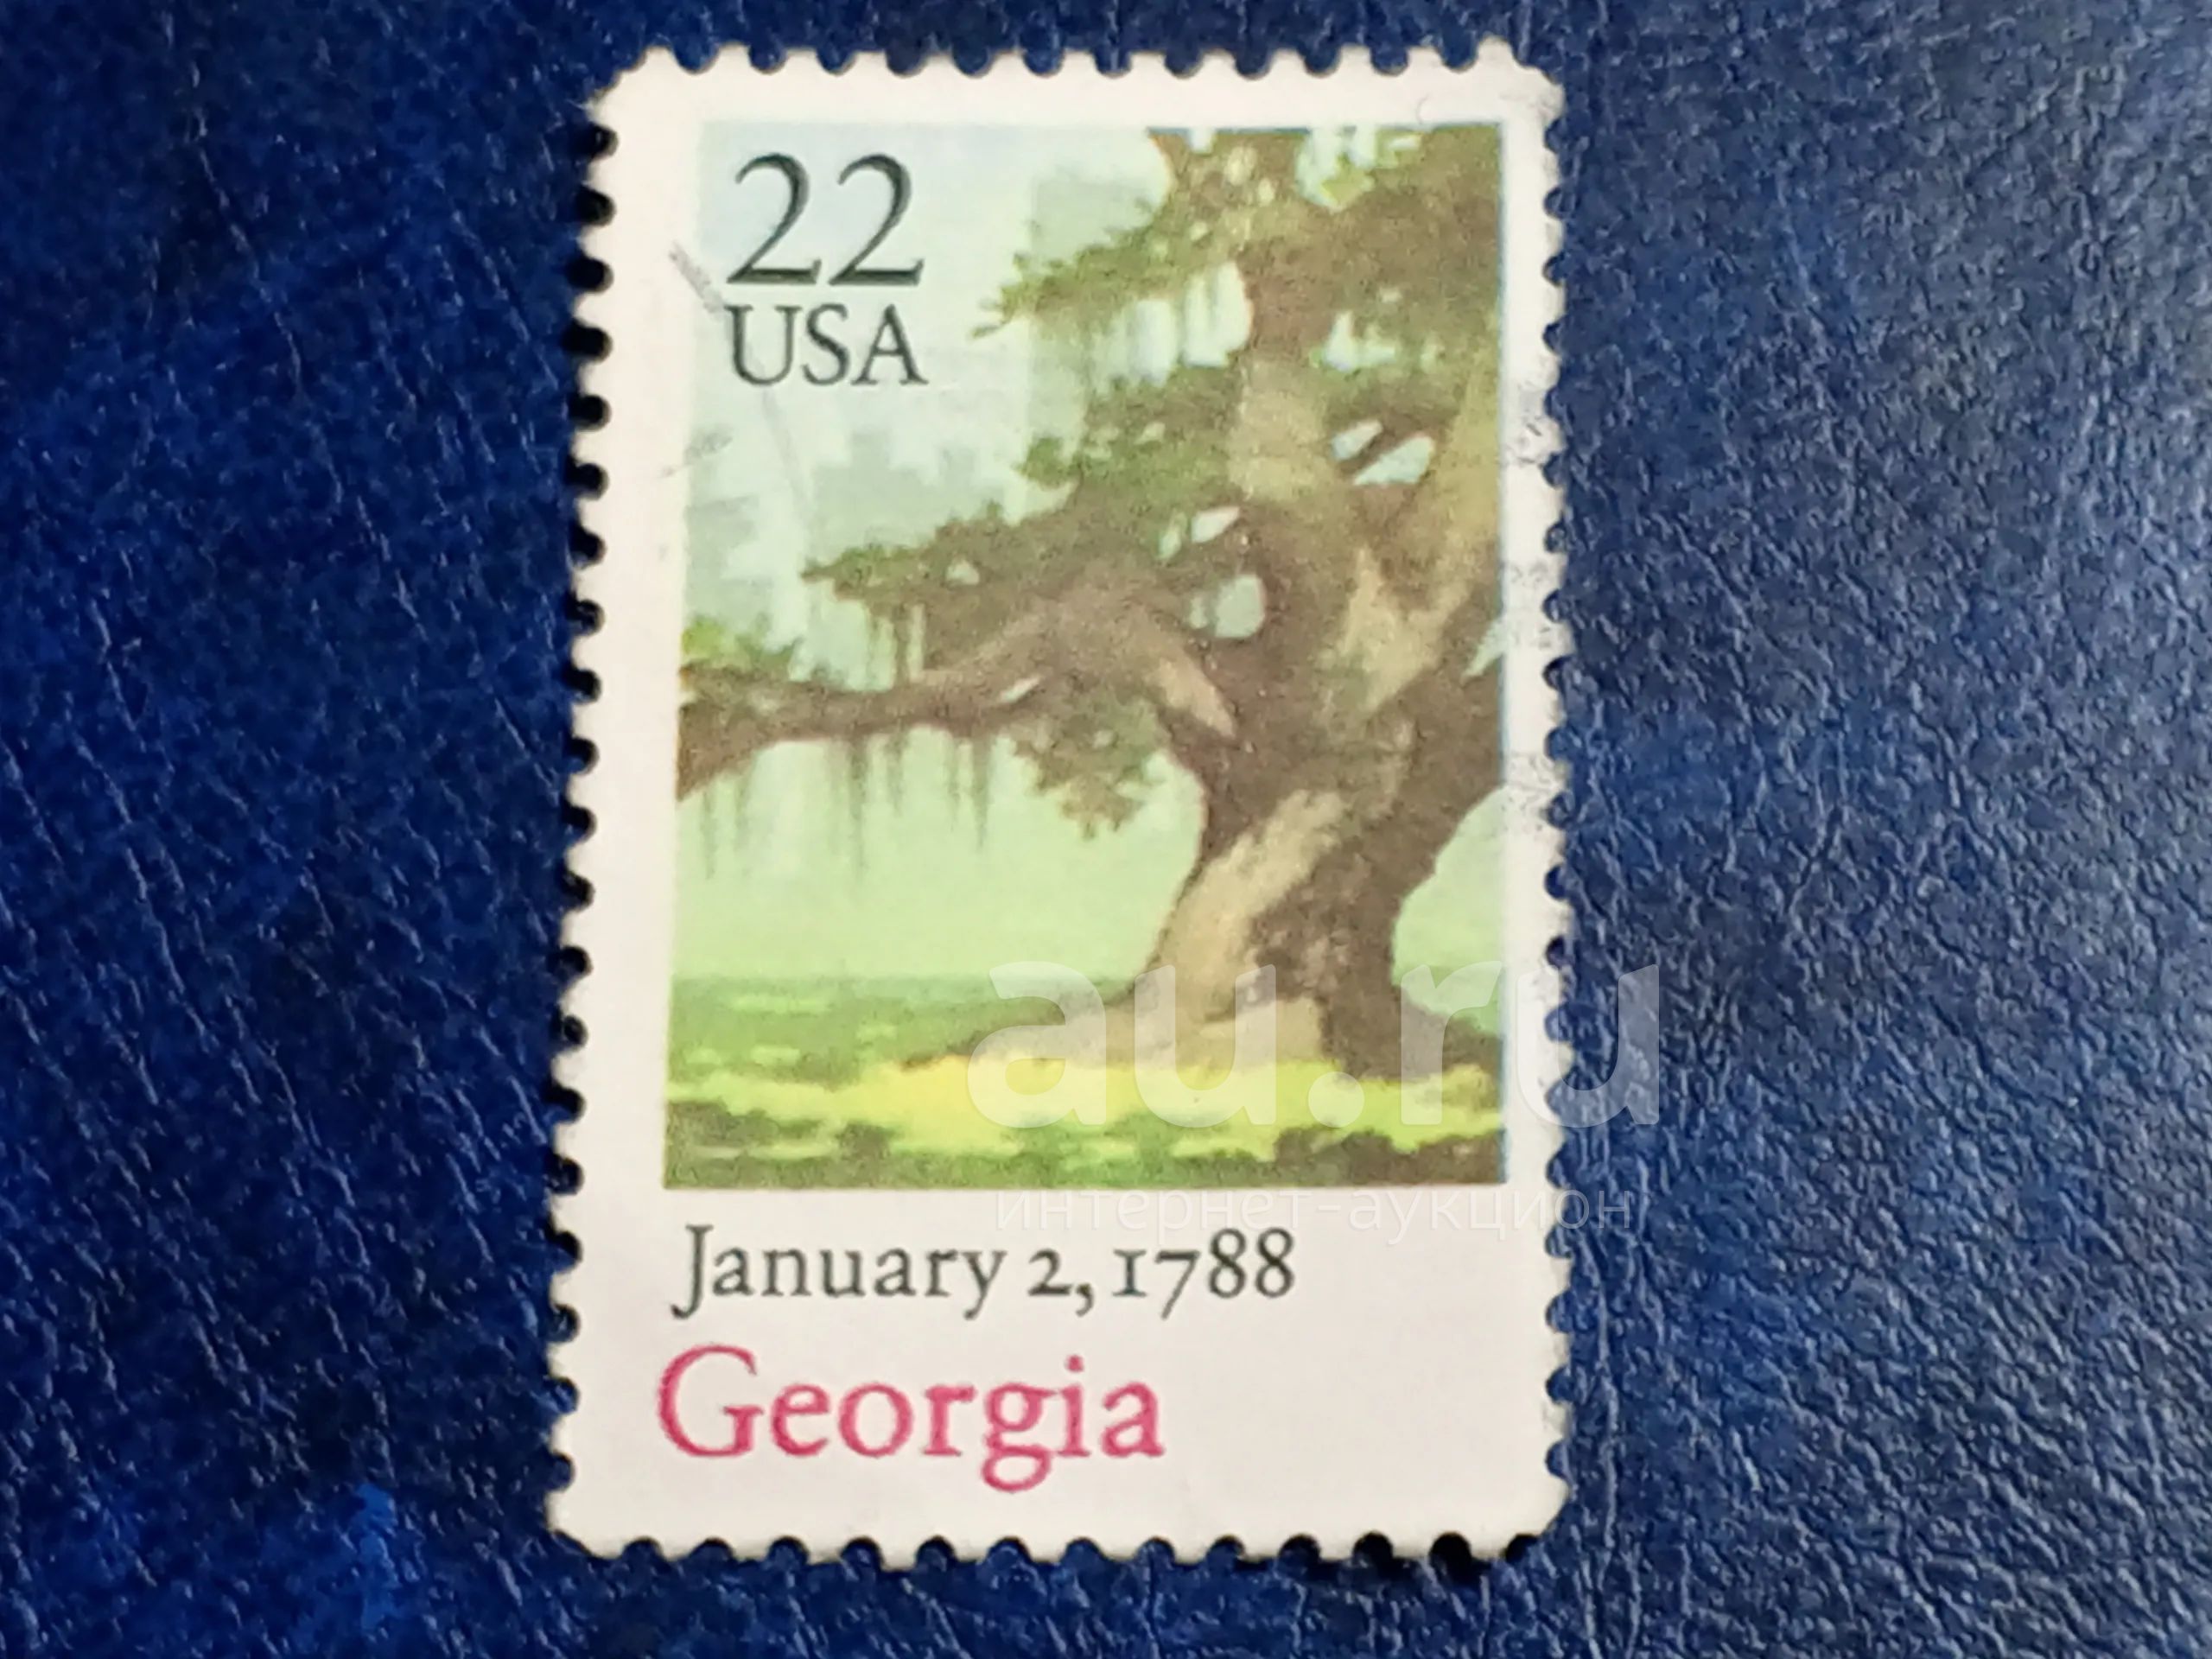 22
USA
au.ru
интернет-аукцион
January 2, 1788
Georgia